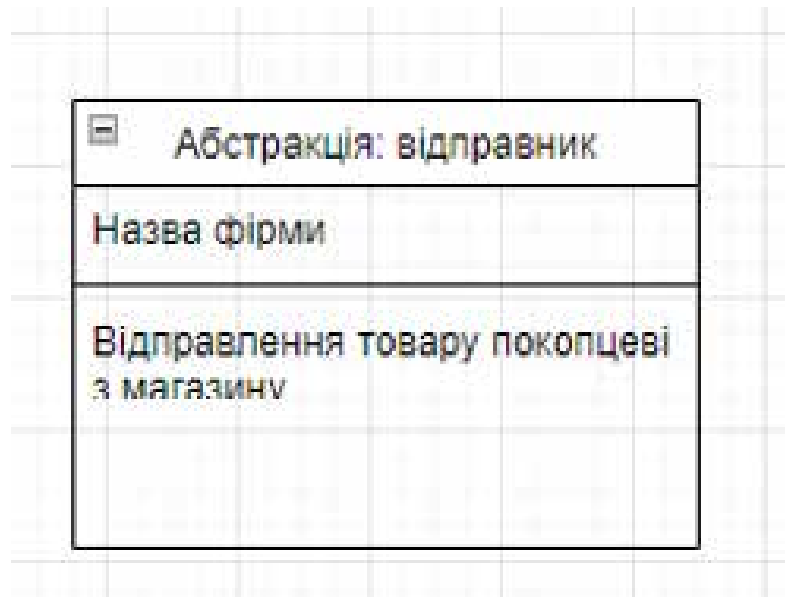 Абстракція: відправник
Назва фірми
Відправлення товару покопцеві
з магазину